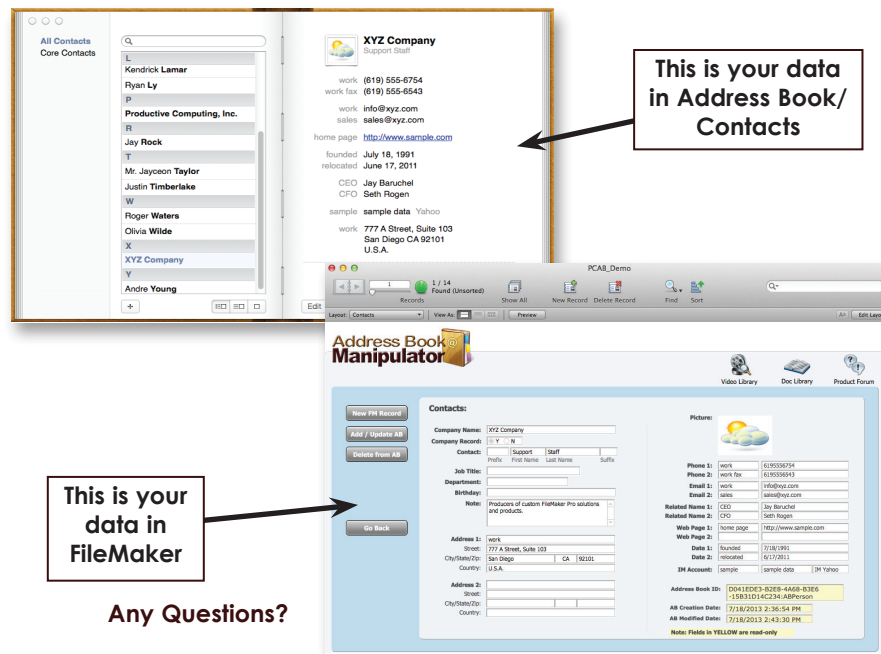 All Contacts
Core Contacts
L
Kendrick Lamar
Ryan Ly
P
Productive Computing, Inc.
R
Jay Rock
T
Mr. Jayceon Taylor
Justin Timberlake
W
Roger Waters
Olivia Wilde
X
XYZ Company
Y
Andre Young
+
Edit
XYZ Company
Support Staff
work (619) 555-6754
work fax (619) 555-6543
work info@xyz.com
sales sales@xyz.com
home page http://www.sample.com
founded July 18, 1991
relocated June 17, 2011
CEO Jay Baruchel
CFO Seth Rogen
sample sample data Yahoo
work 777 A Street, Suite 103
San Diego CA 92101
U.S.A.
This is your data
in Address Book/
Contacts
PCAB_Demo
1
1 / 14
Found (Unsorted)
Records
Show All
New Record
Delete Record
Find
Sort
Layout: Contacts
View As:
Preview
Edit Layo
Address Book
Manipulator
Video Library
Doc Library
Product Forum
New FM Record
Add / Update AB
Delete from AB
Go Back
Contacts:
Company Name: XYZ Company
Company Record: Y N
Contact: Support Staff
Prefix First Name Last Name Suffix
Job Title:
Department:
Birthday:
Note: Producers of custom FileMaker Pro solutions
and products.
Address 1: work
Street: 777 A Street, Suite 103
City/State/Zip: San Diego CA 92101
Country: U.S.A.
Address 2:
Street:
City/State/Zip:
Country:
Picture:
Phone 1: work 6195556754
Phone 2: work fax 6195556543
Email 1: work info@xyz.com
Email 2: sales sales@xyz.com
Related Name 1: CEO Jay Baruchel
Related Name 2: CFO Seth Rogen
Web Page 1: home page http://www.sample.com
Web Page 2:
Date 1: founded 7/18/1991
Date 2: relocated 6/17/2011
IM Account: sample sample data IM Yahoo
Address Book ID: D041EDE3-B2E8-4A68-B3E6
-15B31D14C234:ABPerson
AB Creation Date: 7/18/2013 2:36:54 PM
AB Modified Date: 7/18/2013 2:43:30 PM
Note: Fields in YELLOW are read-only
This is your
data in
FileMaker
Any Questions?